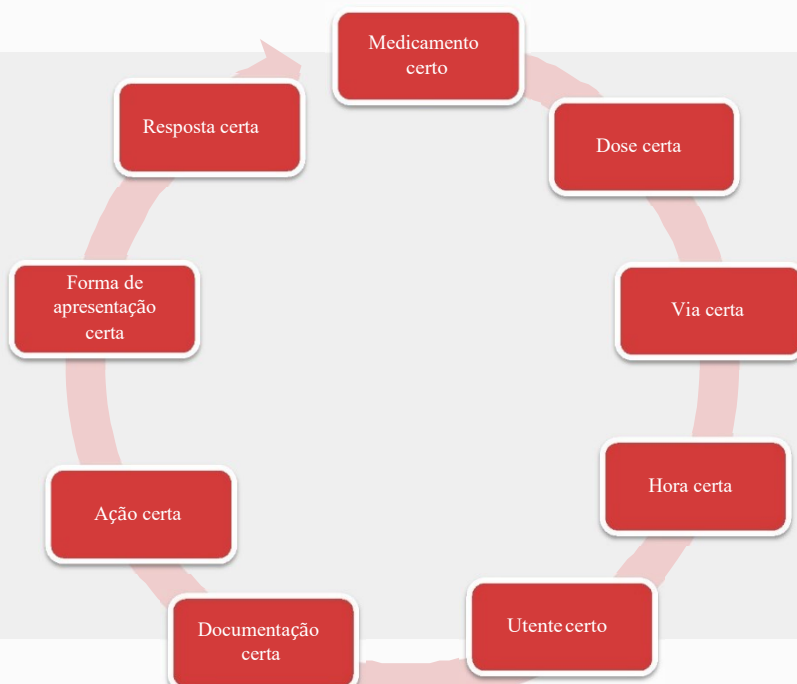 Medicamento
certo
Dose certa
Via certa
Hora certa
Utente certo
Documentação
certa
Ação certa
Forma de
apresentação
certa
Resposta certa